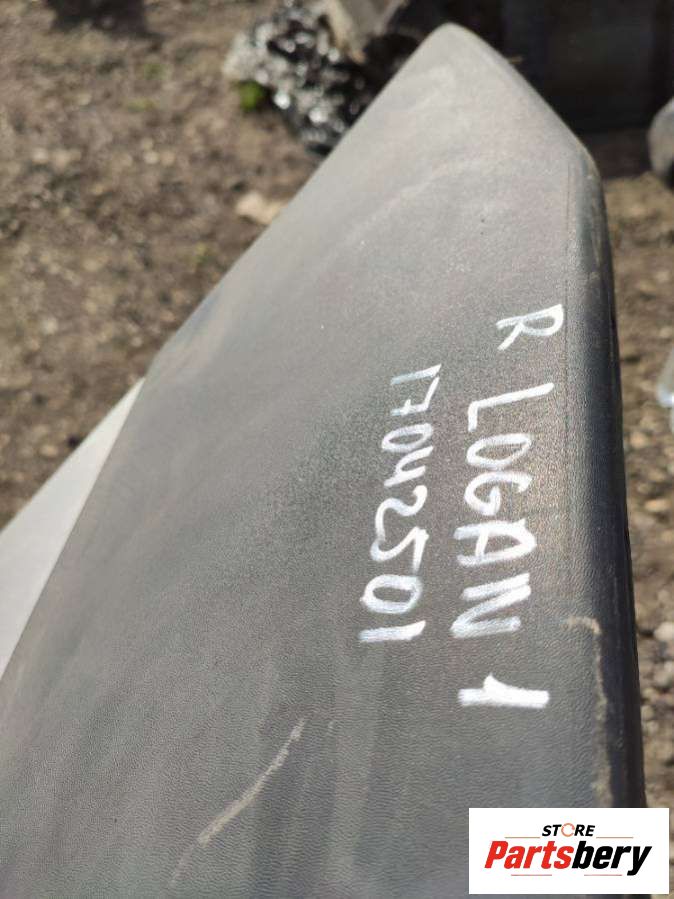 R LOGAN 1
17042501
STORE
Partsbery